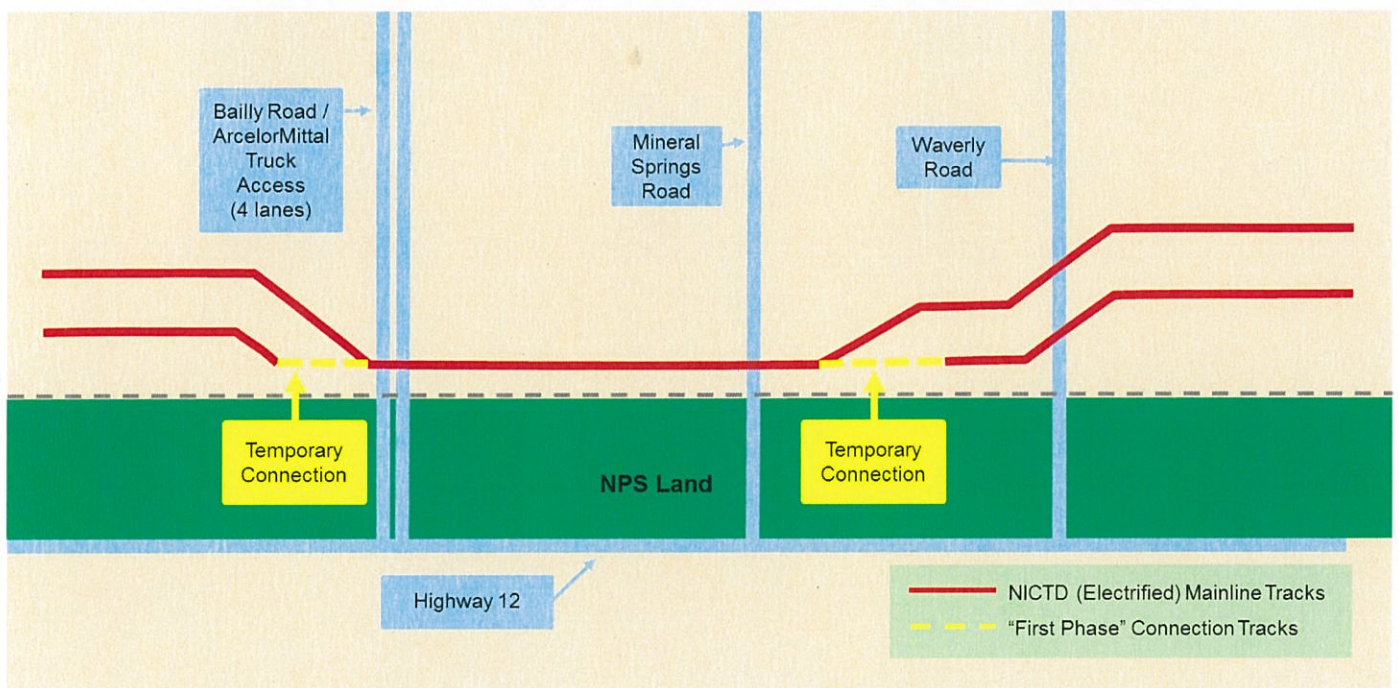 Bailly Road /
ArcelorMittal
Truck
Access
(4 lanes)
Mineral
Springs
Road
Waverly
Road
Temporary
Connection
Temporary
Connection
NPS Land
Highway 12
NICTD (Electrified) Mainline Tracks
“First Phase” Connection Tracks